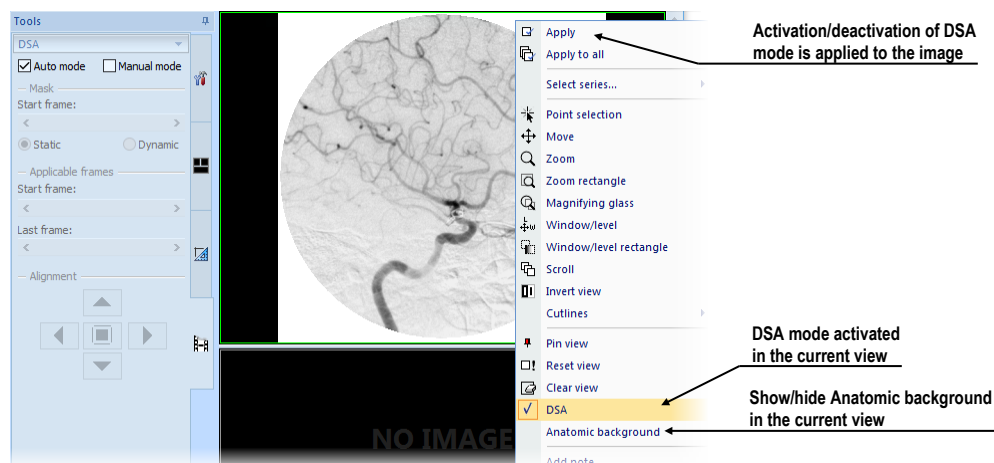 Tools
DSA
Auto mode
Manual mode
Mask
Start frame:
Static
Dynamic
Applicable frames
Start frame:
Last frame:
Alignment
NO IMAGE
Apply
Apply to all
Select series...
Point selection
Move
Zoom
Zoom rectangle
Magnifying glass
Window/level
Window/level rectangle
Scroll
Invert view
Cutlines
Pin view
Reset view
Clear view
DSA
Anatomic background
Add note
Activation/deactivation of DSA
mode is applied to the image
DSA mode activated
in the current view
Show/hide Anatomic background
in the current view